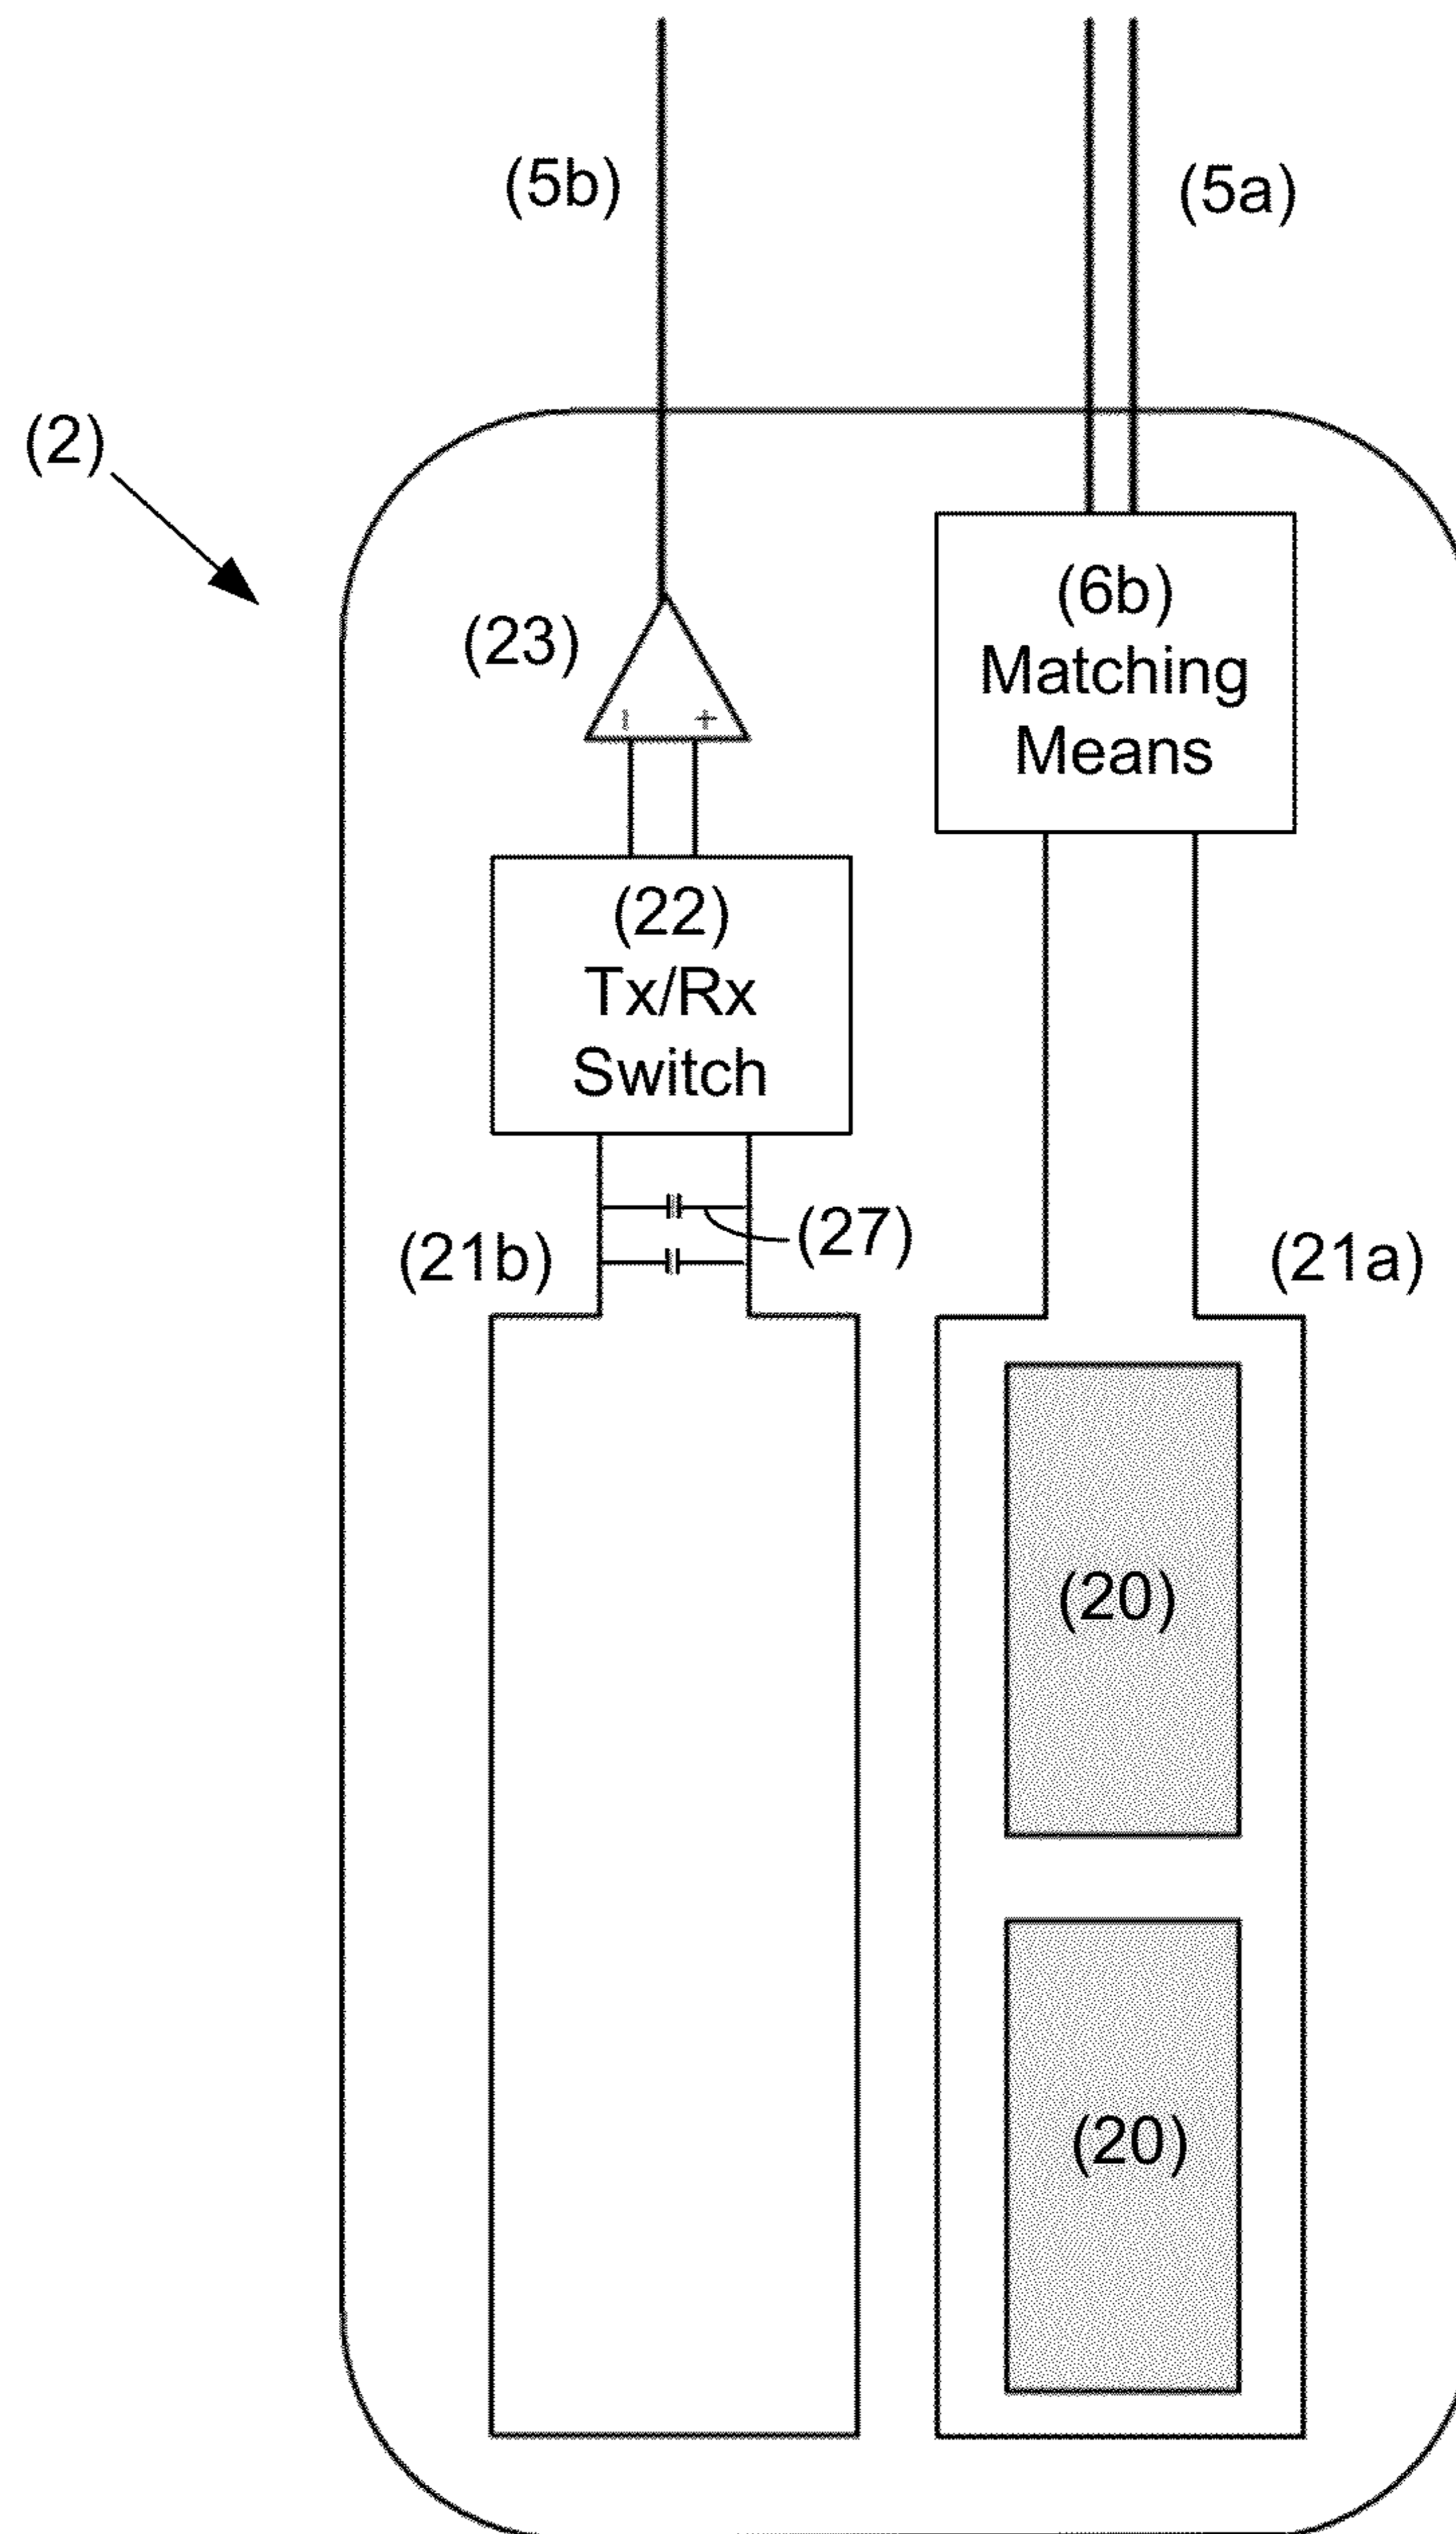 (5b)
(5a)
(2)
(6b)
Matching
Means
(23)
- +
(22)
Tx/Rx
Switch
(27)
(21b)
(21a)
(20)
(20)